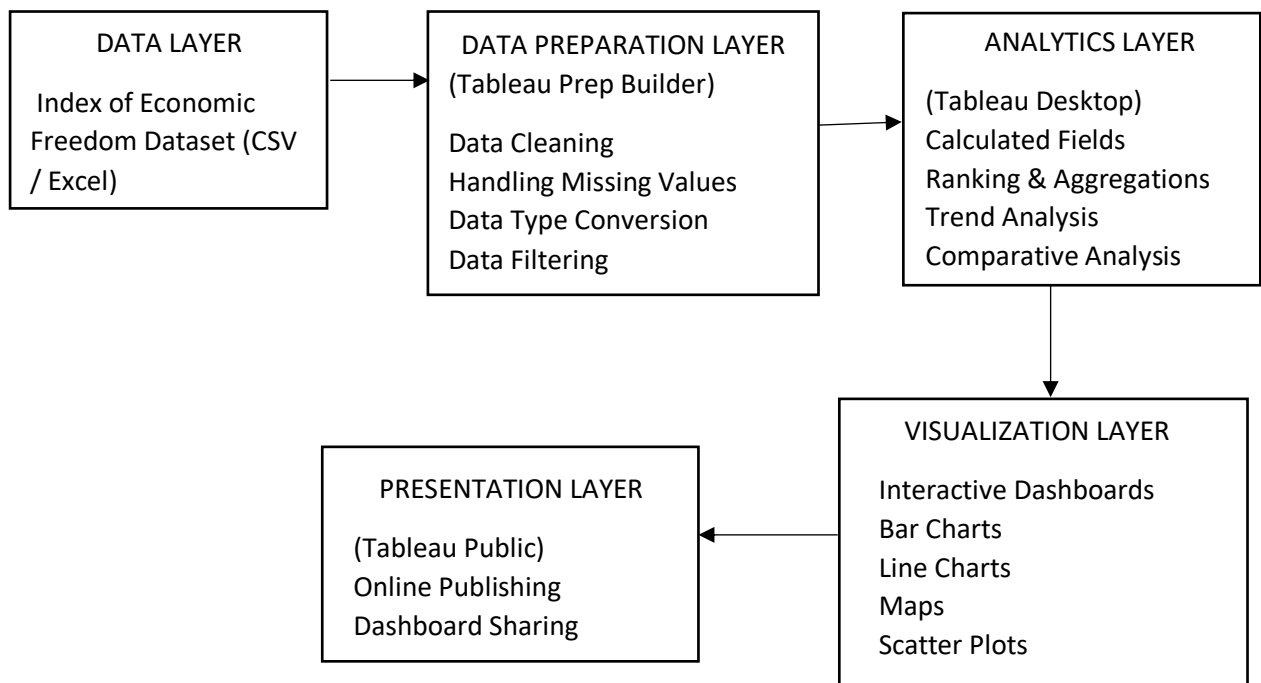 DATA LAYER
Index of Economic
Freedom Dataset (CSV
/ Excel)
DATA PREPARATION LAYER
(Tableau Prep Builder)
Data Cleaning
Handling Missing Values
Data Type Conversion
Data Filtering
ANALYTICS LAYER
(Tableau Desktop)
Calculated Fields
Ranking & Aggregations
Trend Analysis
Comparative Analysis
VISUALIZATION LAYER
Interactive Dashboards
Bar Charts
Line Charts
Maps
Scatter Plots
PRESENTATION LAYER
(Tableau Public)
Online Publishing
Dashboard Sharing